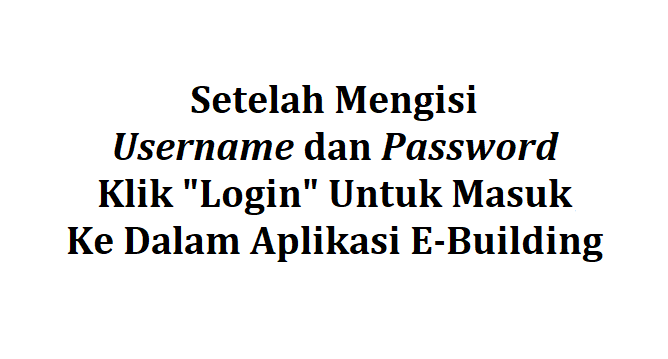 Setelah Mengisi
Username dan Password
Klik "Login" Untuk Masuk
Ke Dalam Aplikasi E-Building